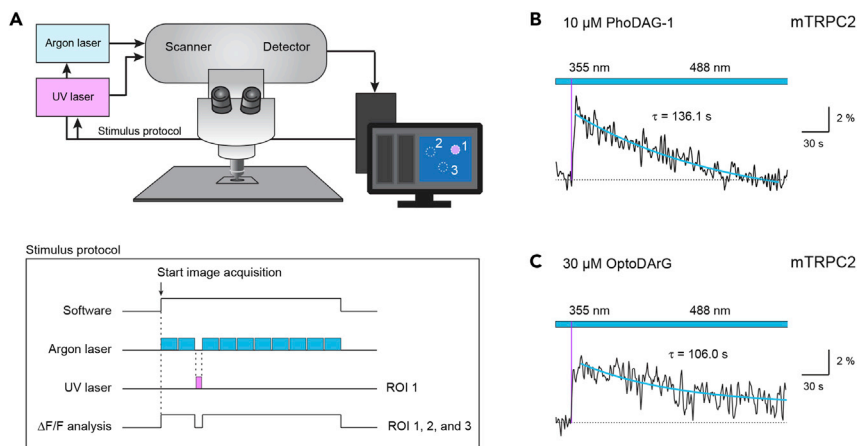 A
Argon laser
UV laser
Scanner
Detector
Stimulus protocol
2
1
3
Stimulus protocol
Start image acquisition
Software
Argon laser
UV laser
ROI 1
ΔF/F analysis
ROI 1, 2, and 3
B
10 µM PhoDAG-1
mTRPC2
355 nm
488 nm
τ = 136.1 s
2 %
30 s
C
30 µM OptoDArG
mTRPC2
355 nm
488 nm
τ = 106.0 s
2 %
30 s